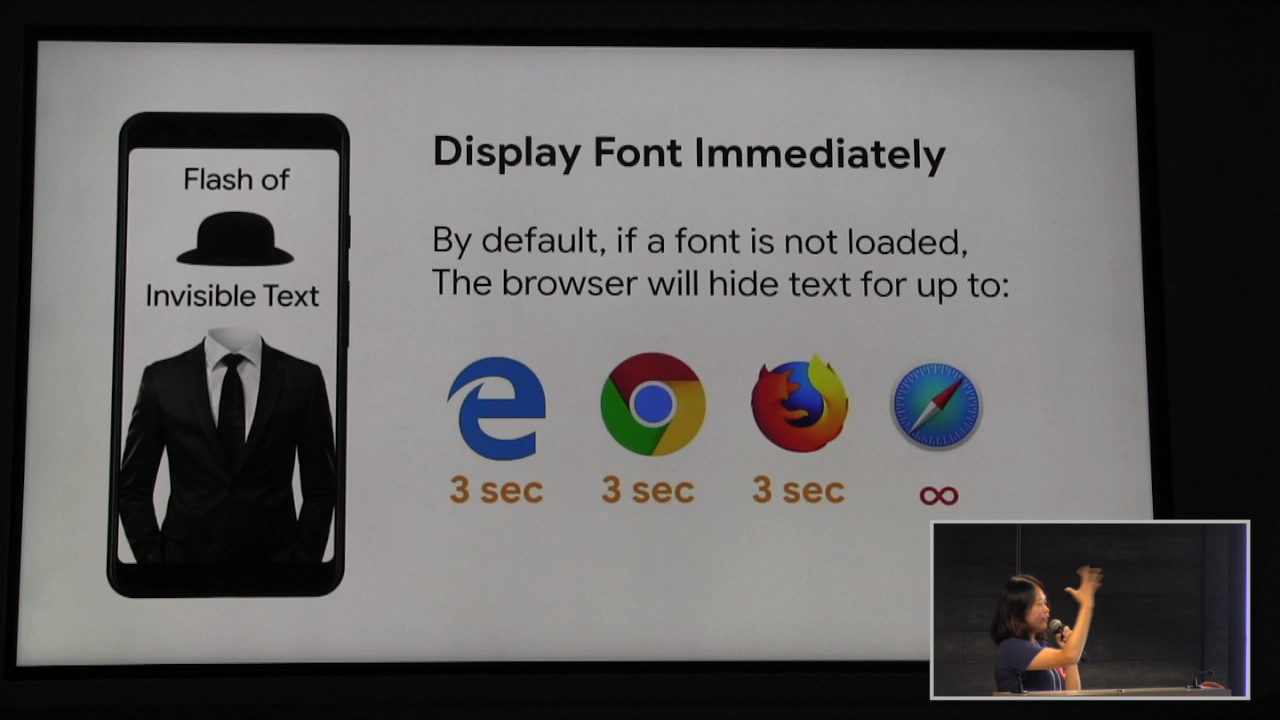 Flash of
Invisible Text
Display Font Immediately
By default, if a font is not loaded,
The browser will hide text for up to:
3 sec
3 sec
3 sec
∞